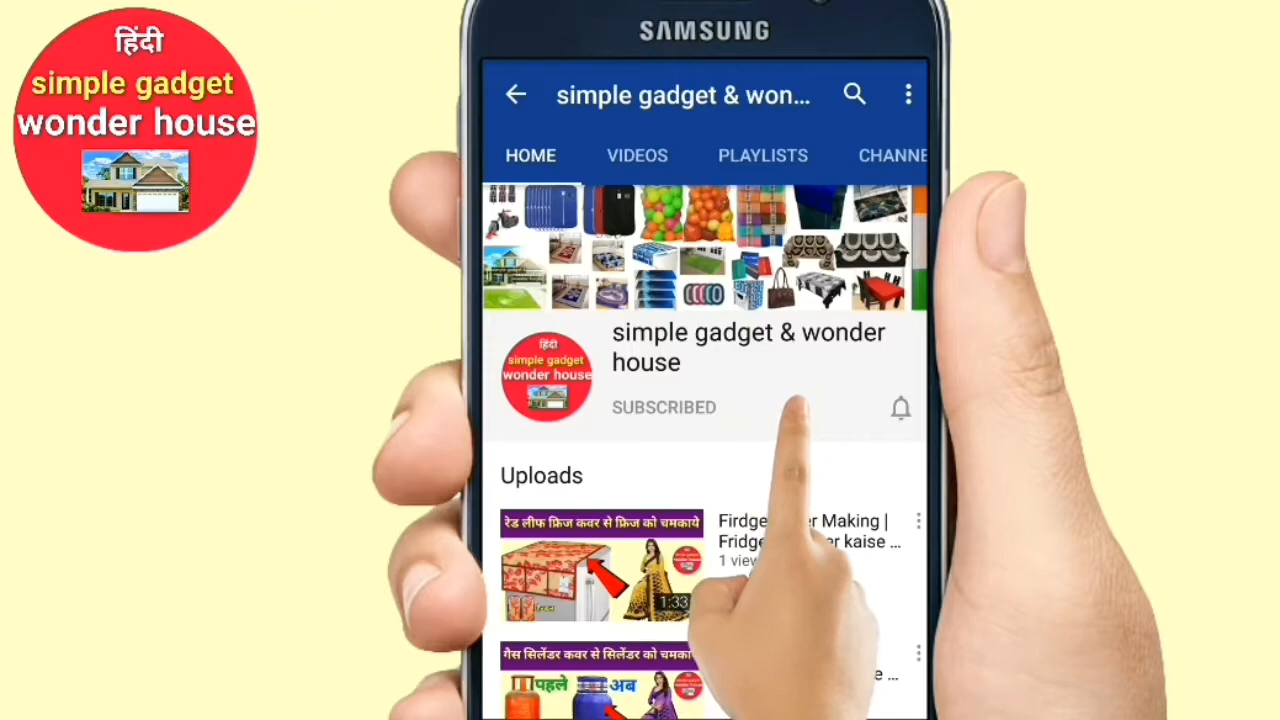 हिंदी
simple gadget
wonder house
SAMSUNG
simple gadget & won...
HOME VIDEOS PLAYLISTS CHANNE
simple gadget & wonder
house
हिंदी
simple gadget
wonder house
SUBSCRIBED
Uploads
रेड लीफ फ्रिज कवर से फ्रिज को चमकाये
1:33
Firdge er Making |
Fridge er kaise ...
1 view
गैस सिलेंडर कवर से सिलेंडर को चमका
पहले अब
e ...